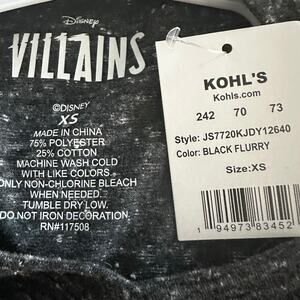 Disney
VILLAINS
©DISNEY
XS
MADE IN CHINA
75% POLYESTER
25% COTTON
MACHINE WASH COLD
WITH LIKE COLORS
ONLY NON-CHLORINE BLEACH
WHEN NEEDED.
TUMBLE DRY LOW.
DO NOT IRON DECORATION.
RN#117508
KOHL'S
Kohls.com
242 70 73
Style: JS7720KJDY12640
Color: BLACK FLURRY
Size:XS
1 94973 83452